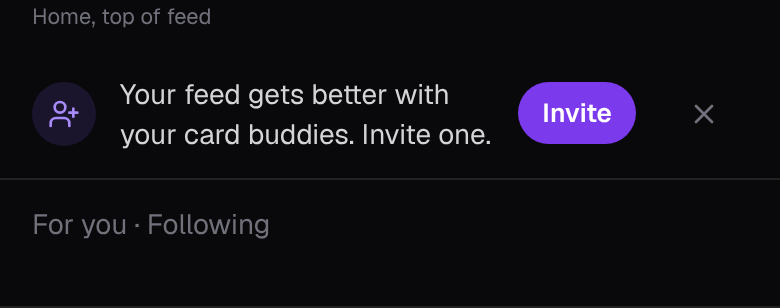 Home, top of feed
Your feed gets better with
your card buddies. Invite one.
Invite
For you · Following